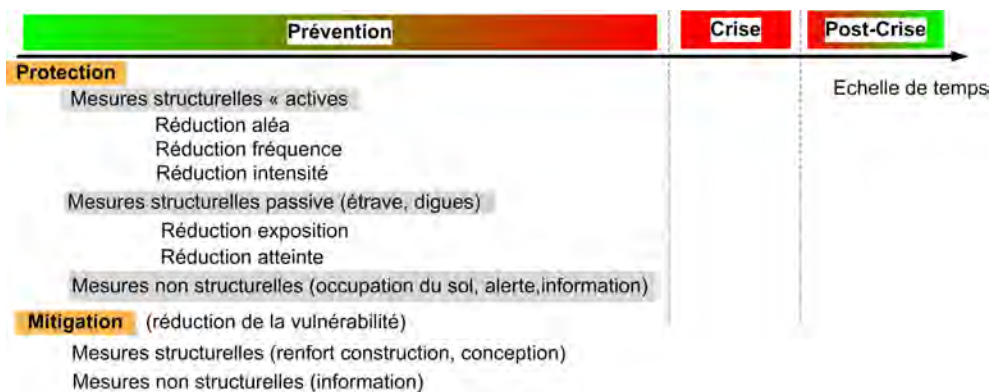 Prévention Crise Post-Crise
Echelle de temps
Protection
Mesures structurelles « actives
Réduction aléa
Réduction fréquence
Réduction intensité
Mesures structurelles passive (étrave, digues)
Réduction exposition
Réduction atteinte
Mesures non structurelles (occupation du sol, alerte,information)
Mitigation (réduction de la vulnérabilité)
Mesures structurelles (renfort construction, conception)
Mesures non structurelles (information)